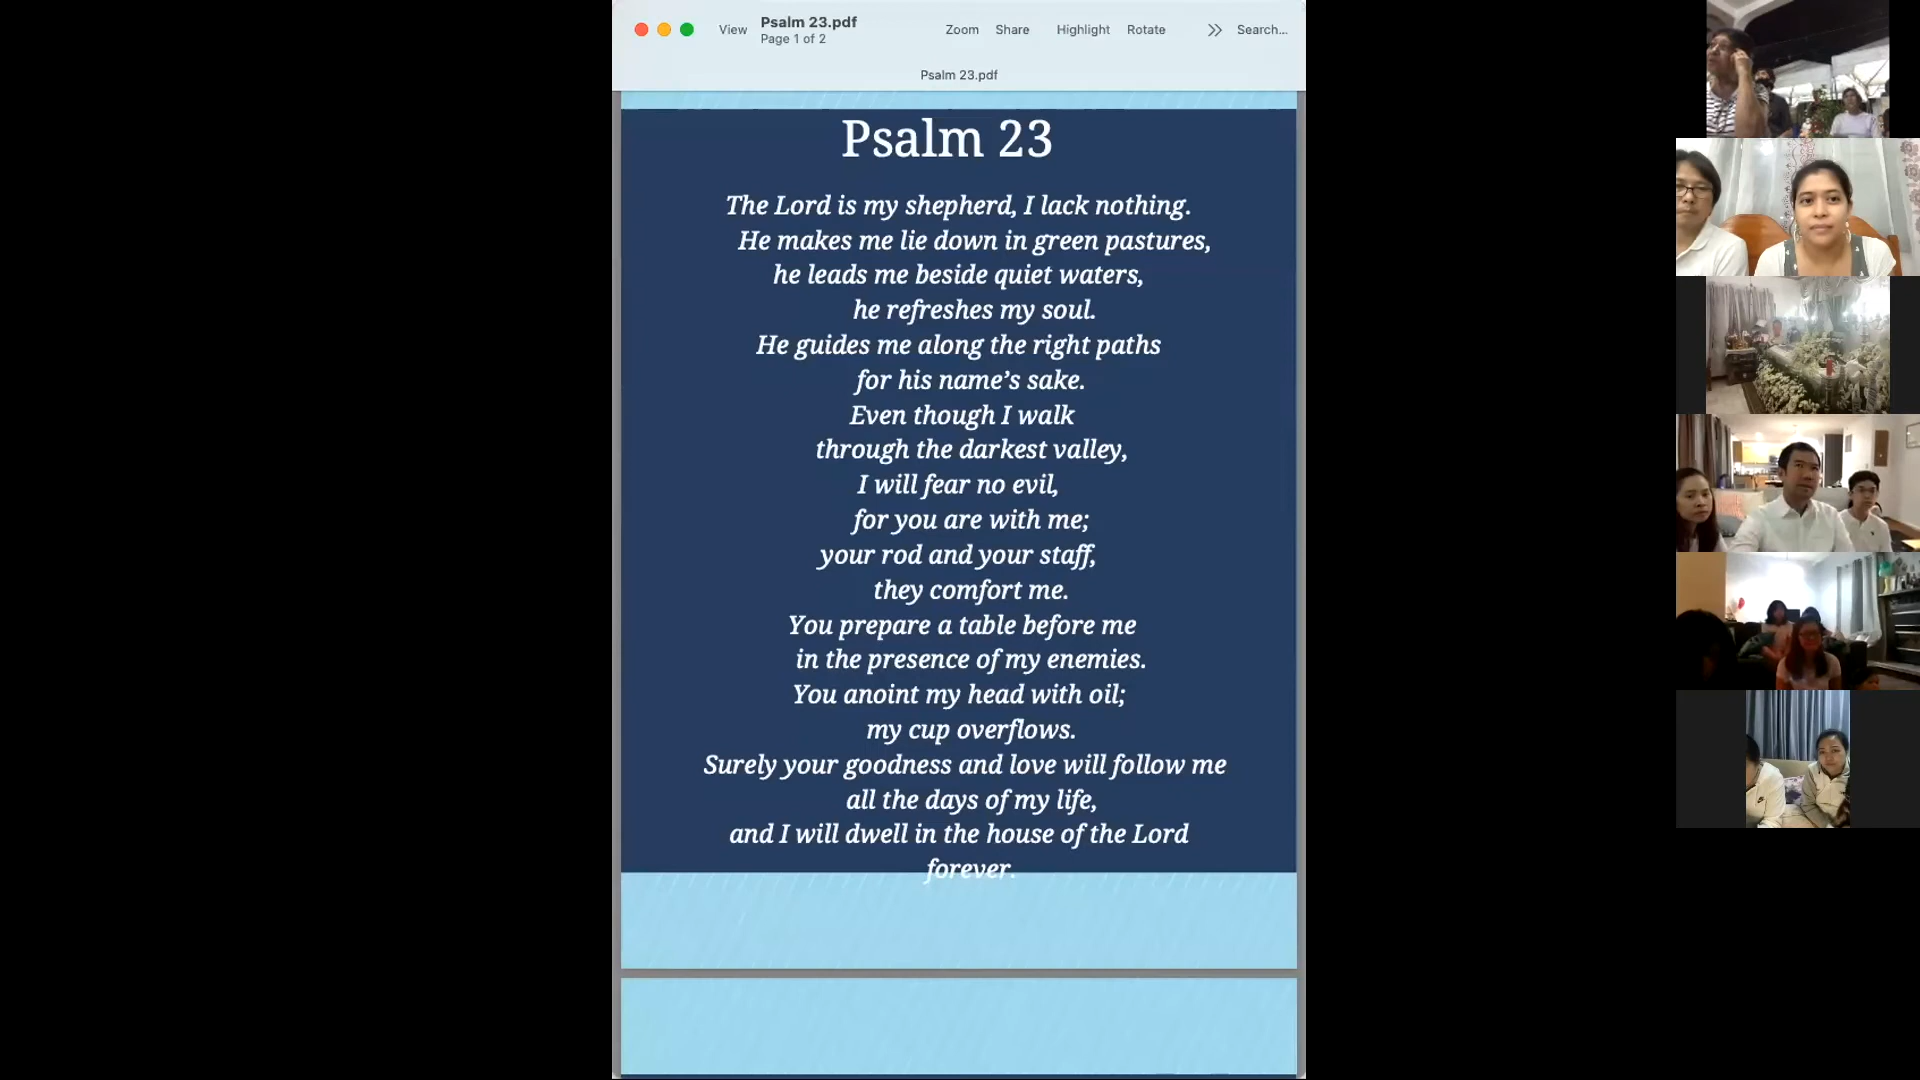 View
Psalm 23.pdf
Page 1 of 2
Zoom
Share
Highlight
Rotate
Search...
Psalm 23.pdf
Psalm 23
The Lord is my shepherd, I lack nothing.
He makes me lie down in green pastures,
he leads me beside quiet waters,
he refreshes my soul.
He guides me along the right paths
for his name’s sake.
Even though I walk
through the darkest valley,
I will fear no evil,
for you are with me;
your rod and your staff,
they comfort me.
You prepare a table before me
in the presence of my enemies.
You anoint my head with oil;
my cup overflows.
Surely your goodness and love will follow me
all the days of my life,
and I will dwell in the house of the Lord
forever.